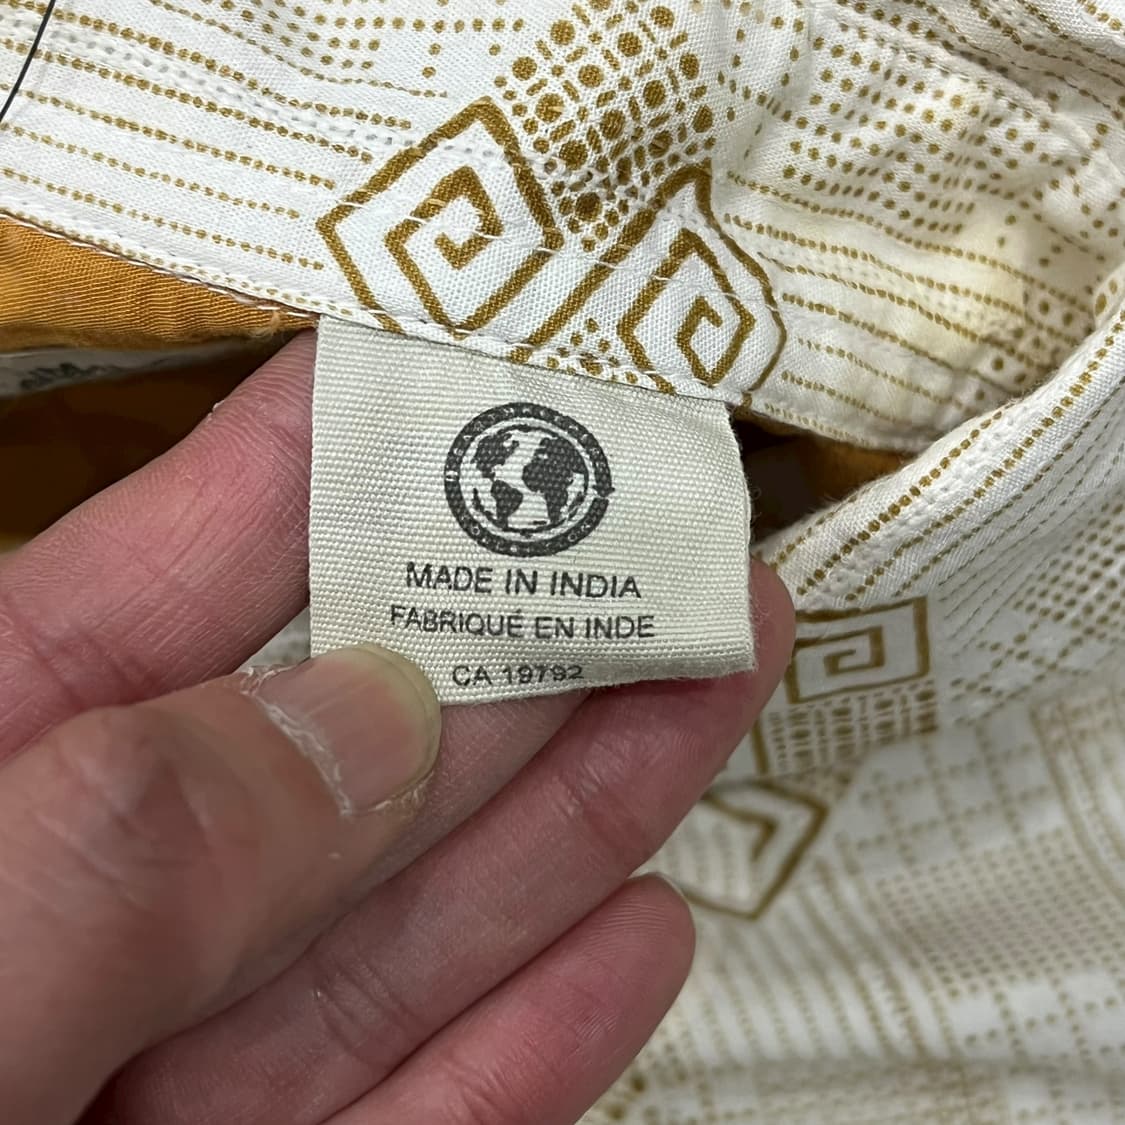 MADE IN INDIA
FABRIQUÉ EN INDE
CA 19792